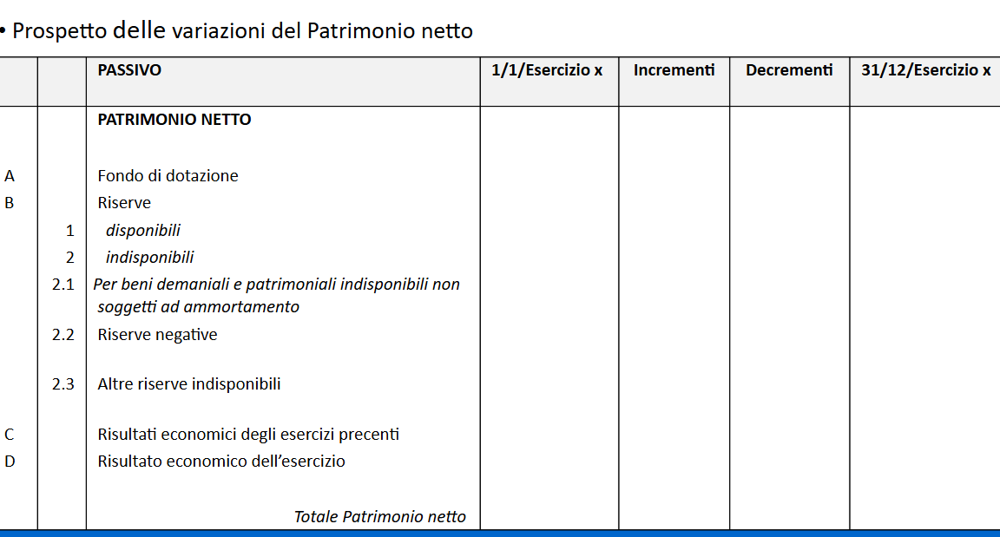 • Prospetto delle variazioni del Patrimonio netto
PASSIVO 1/1/Esercizio x Incrementi Decrementi 31/12/Esercizio x
PATRIMONIO NETTO
A Fondo di dotazione
B Riserve
1 disponibili
2 indisponibili
2.1 Per beni demaniali e patrimoniali indisponibili non
soggetti ad ammortamento
2.2 Riserve negative
2.3 Altre riserve indisponibili
C Risultati economici degli esercizi precenti
D Risultato economico dell’esercizio
Totale Patrimonio netto